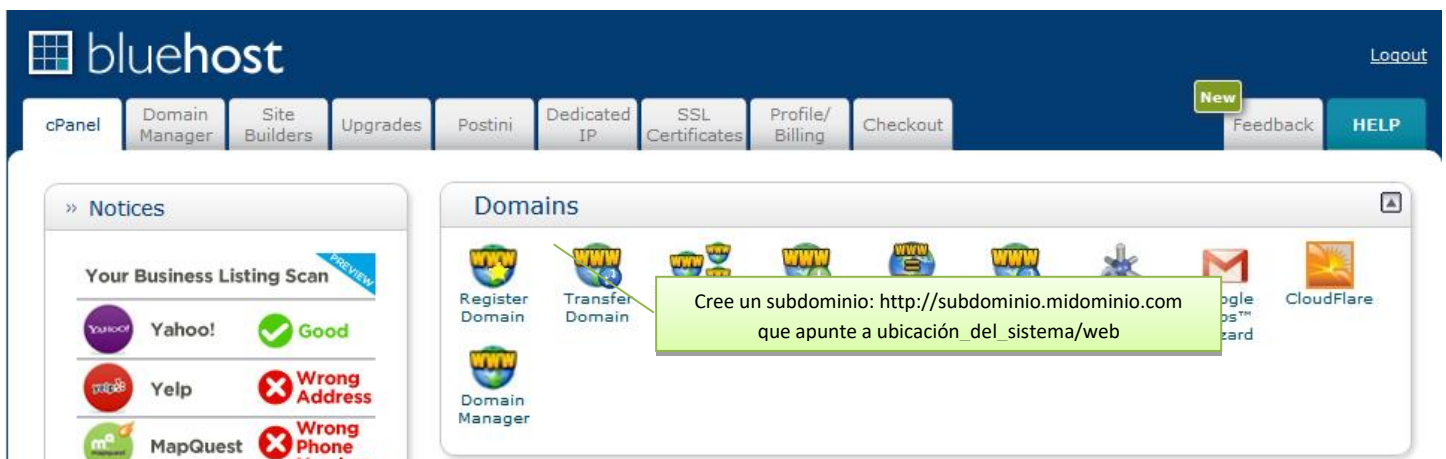 bluehost
Logout
New
cPanel
Domain
Manager
Site
Builders
Upgrades
Postini
Dedicated
IP
SSL
Certificates
Profile/
Billing
Checkout
Feedback
HELP
» Notices
Your Business Listing Scan
PREVIEW
Yahoo!
Good
Yelp
Wrong
Address
MapQuest
Wrong
Phone
Domains
Register
Domain
Transfer
Domain
CloudFlare
Cree un subdominio: http://subdominio.midominio.com
que apunte a ubicación_del_sistema/web
Domain
Manager